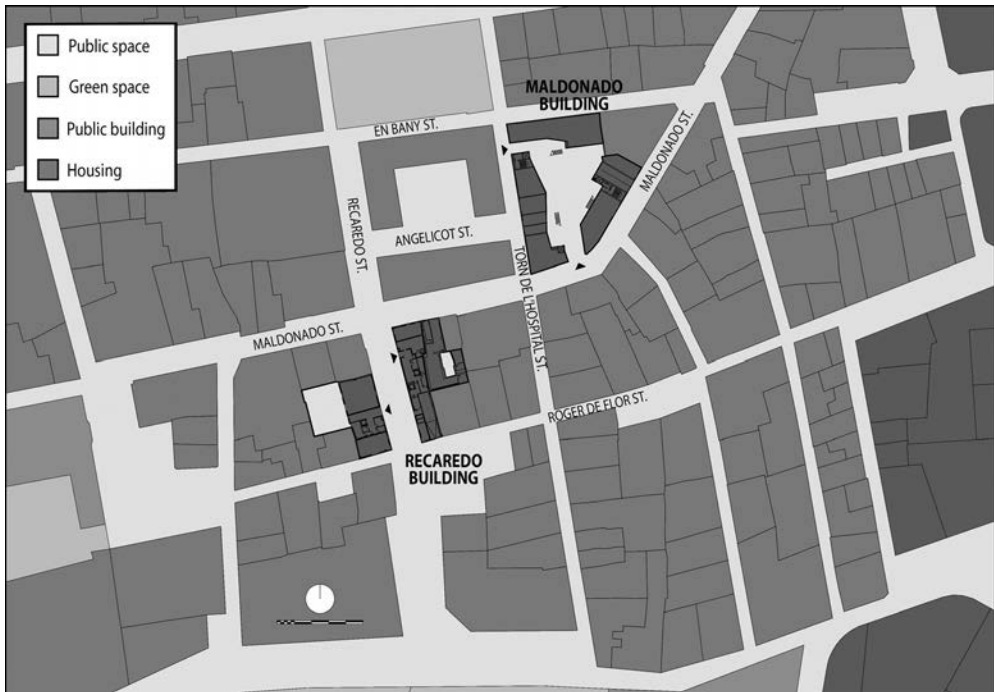 Public space
Green space
Public building
Housing
MALDONADO
BUILDING
EN BANY ST.
MALDONADO ST.
RECAREDO ST.
ANGELICOT ST.
TORN DE L'HOSPITAL ST.
MALDONADO ST.
ROGER DE FLOR ST.
RECAREDO
BUILDING